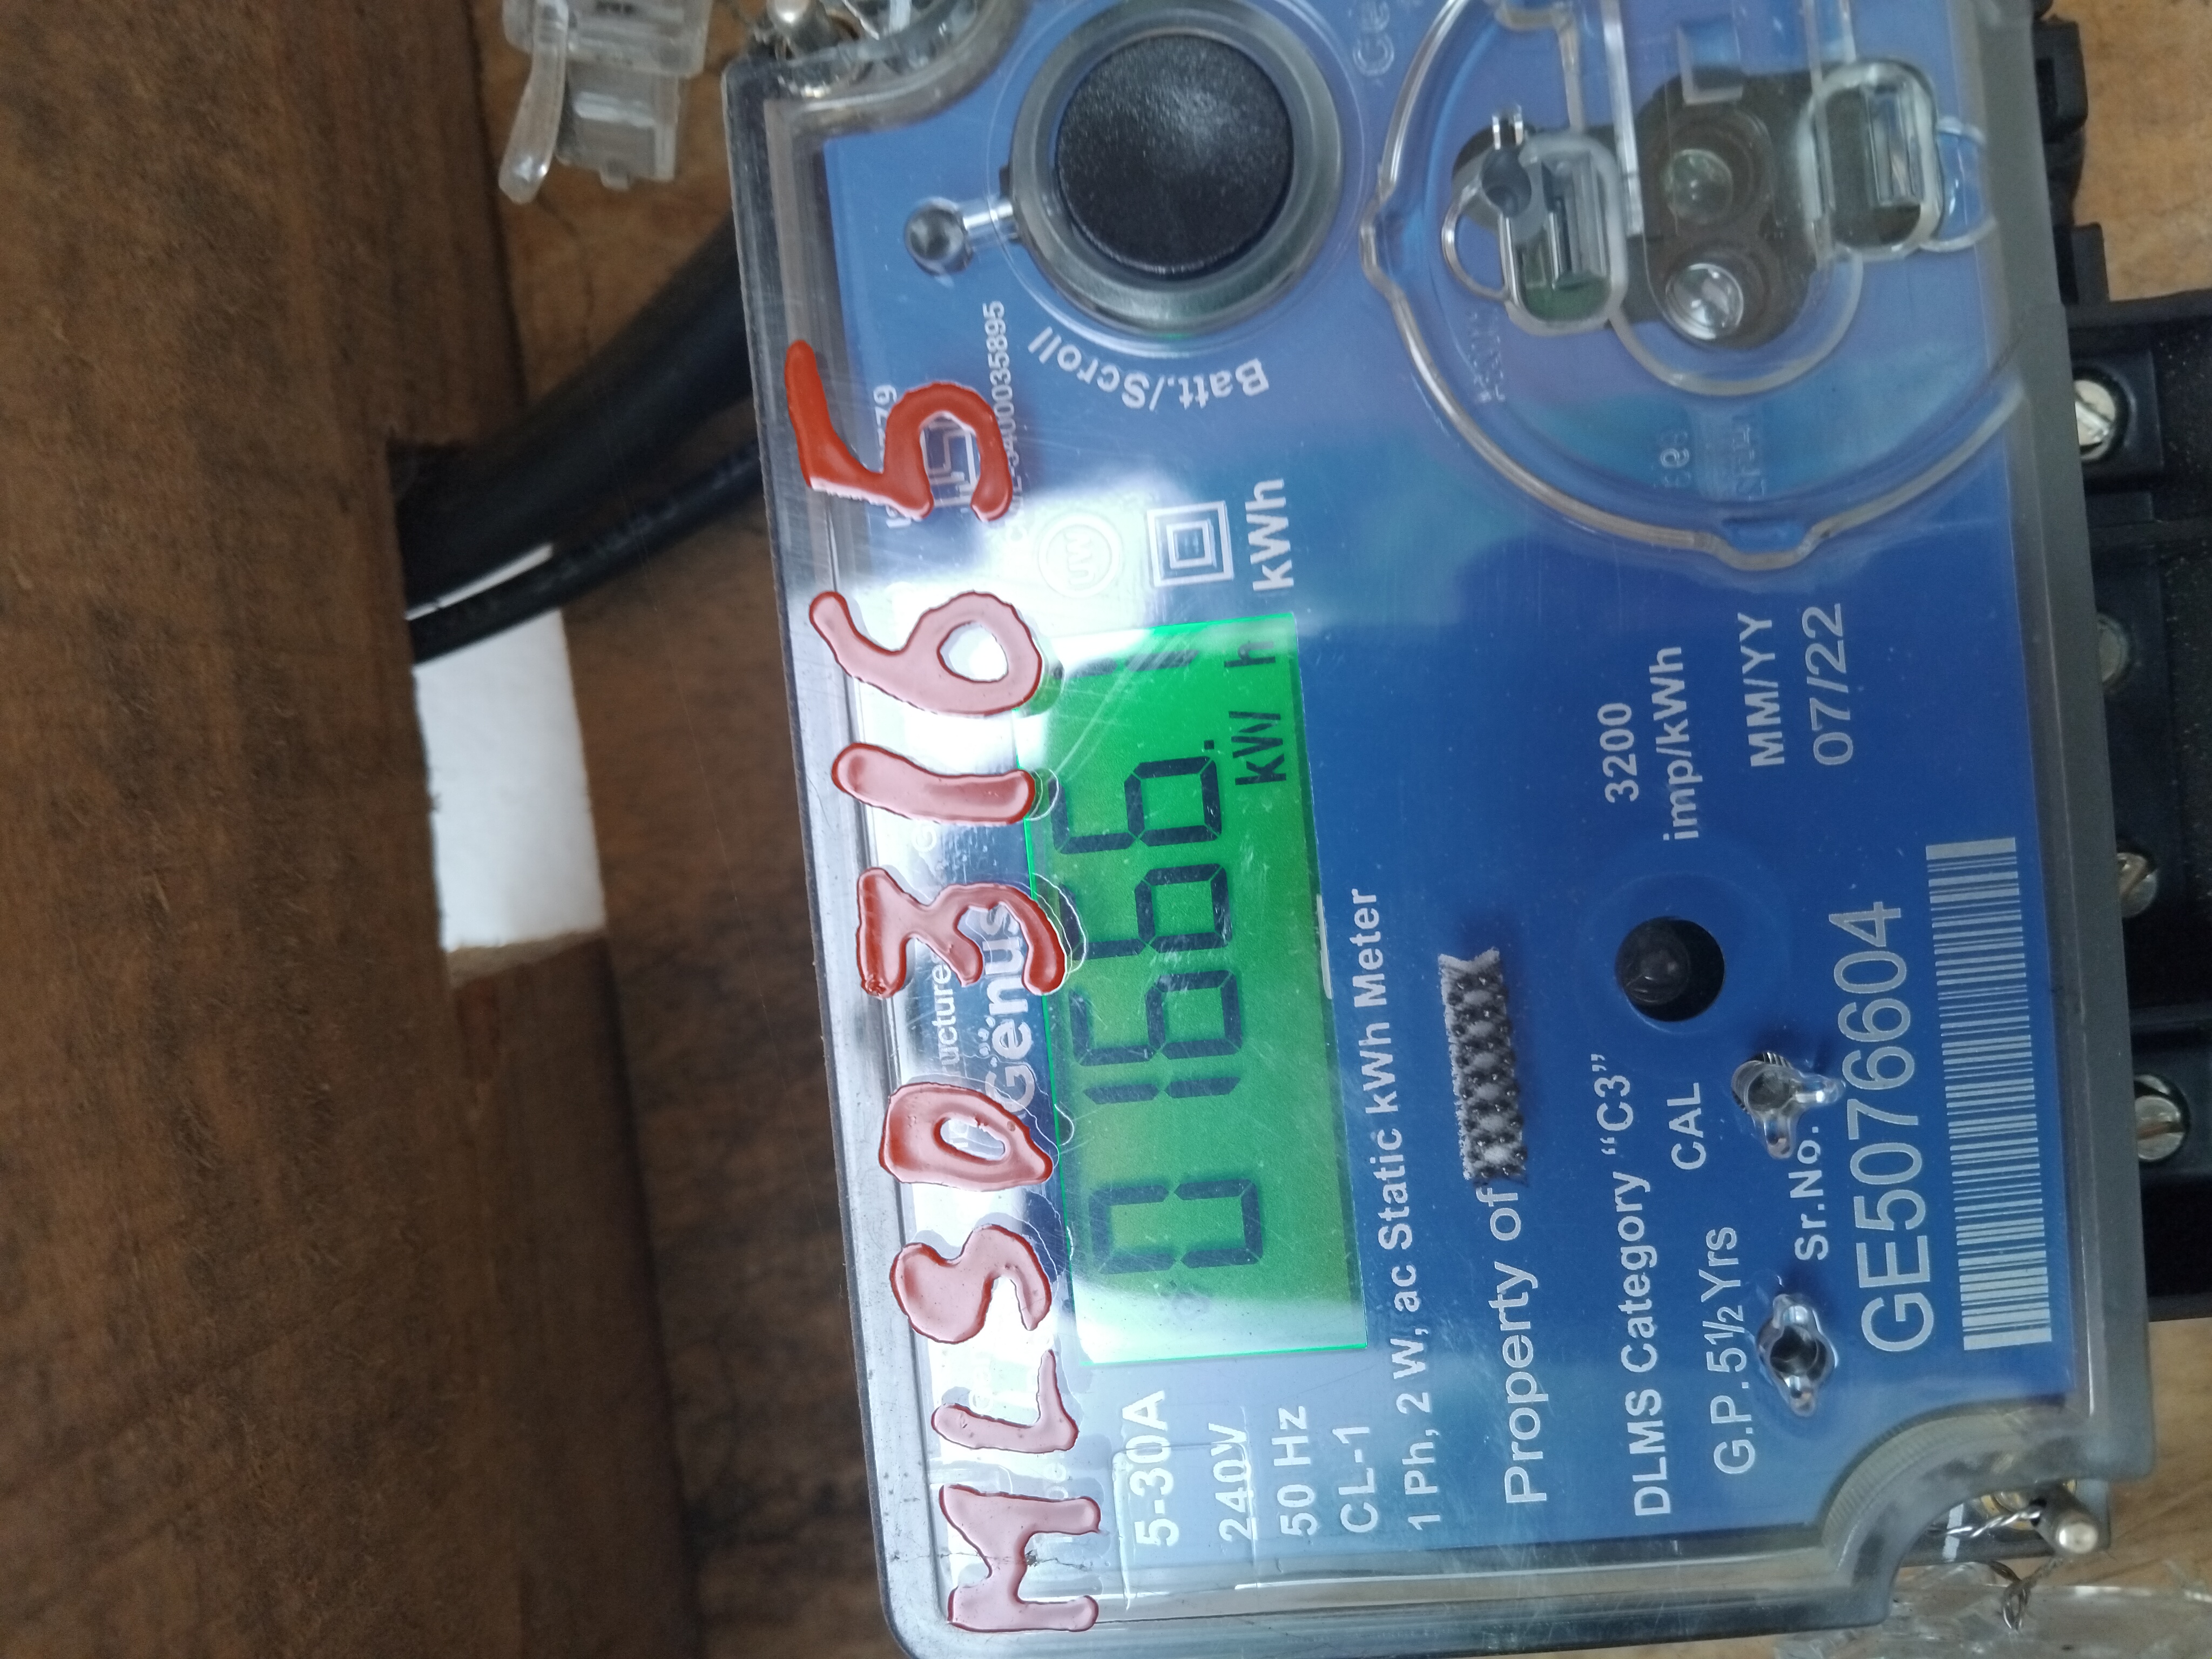 MLS03165
Gënus
5-30A
240V
50 Hz
CL-1
01666.
kW h
kWh
1 Ph, 2 W, ac Static kWh Meter
Batt./Scroll
Property of
DLMS Category "C3"
G.P. 5½ Yrs
CAL
3200
imp/kWh
Sr.No.
GE5076604
MM/YY
07/22